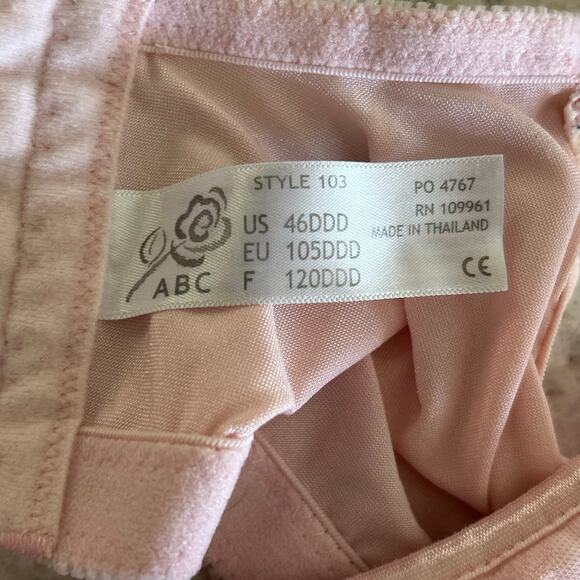 STYLE 103
US 46DDD
EU 105DDD
F 120DDD
ABC
PO 4767
RN 109961
MADE IN THAILAND
CE